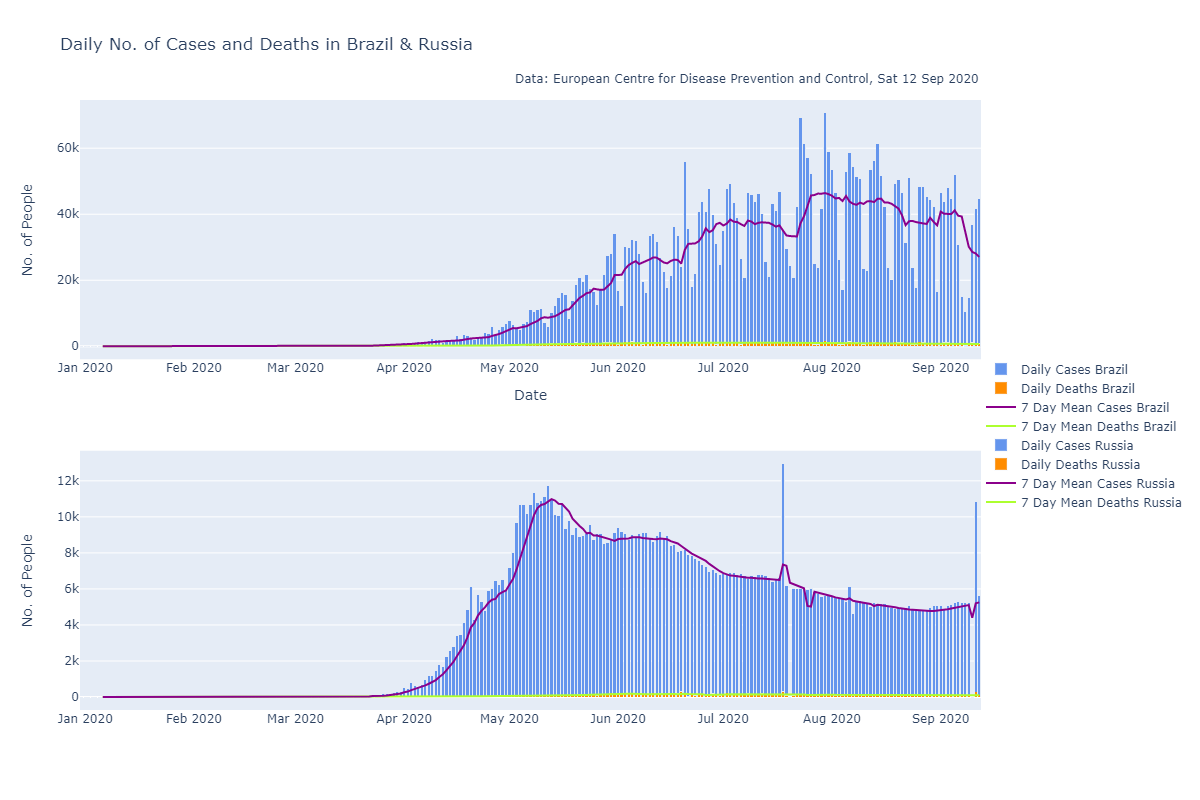 Daily No. of Cases and Deaths in Brazil & Russia
Data: European Centre for Disease Prevention and Control, Sat 12 Sep 2020
No. of People
60k
40k
20k
0
Jan 2020 Feb 2020 Mar 2020 Apr 2020 May 2020 Jun 2020 Jul 2020 Aug 2020 Sep 2020
Date
Daily Cases Brazil
Daily Deaths Brazil
7 Day Mean Cases Brazil
7 Day Mean Deaths Brazil
Daily Cases Russia
Daily Deaths Russia
7 Day Mean Cases Russia
7 Day Mean Deaths Russia
No. of People
12k
10k
8k
6k
4k
2k
0
Jan 2020 Feb 2020 Mar 2020 Apr 2020 May 2020 Jun 2020 Jul 2020 Aug 2020 Sep 2020